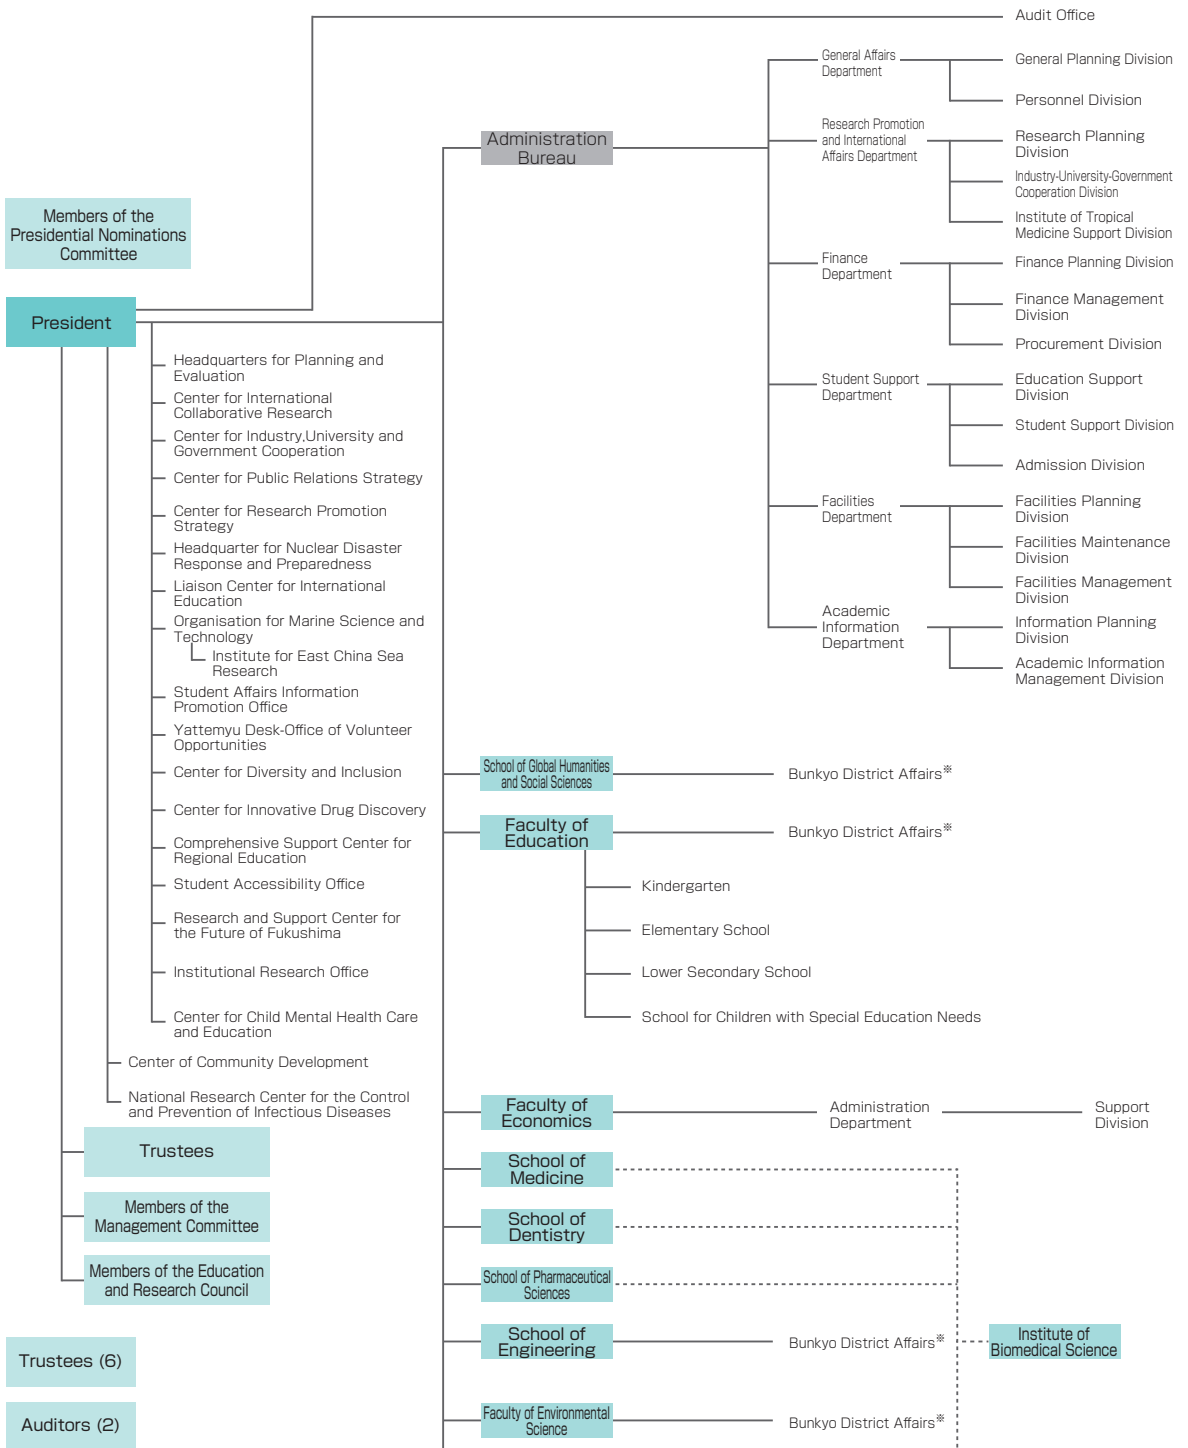 Audit Office
General Affairs
Department
General Planning Division
Personnel Division
Research Promotion
and International
Affairs Department
Research Planning
Division
Industry-University-Government
Cooperation Division
Institute of Tropical
Medicine Support Division
Administration
Bureau
Finance
Department
Finance Planning Division
Finance Management
Division
Procurement Division
Student Support
Department
Education Support
Division
Student Support Division
Admission Division
Facilities
Department
Facilities Planning
Division
Facilities Maintenance
Division
Facilities Management
Division
Academic
Information
Department
Information Planning
Division
Academic Information
Management Division
Members of the
Presidential Nominations
Committee
President
Headquarters for Planning and
Evaluation
Center for International
Collaborative Research
Center for Industry,University and
Government Cooperation
Center for Public Relations Strategy
Center for Research Promotion
Strategy
Headquarter for Nuclear Disaster
Response and Preparedness
Liaison Center for International
Education
Organisation for Marine Science and
Technology
Institute for East China Sea
Research
Student Affairs Information
Promotion Office
Yattemyu Desk-Office of Volunteer
Opportunities
Center for Diversity and Inclusion
Center for Innovative Drug Discovery
Comprehensive Support Center for
Regional Education
Student Accessibility Office
Research and Support Center for
the Future of Fukushima
Institutional Research Office
Center for Child Mental Health Care
and Education
Center of Community Development
National Research Center for the Control
and Prevention of Infectious Diseases
Trustees
Members of the
Management Committee
Members of the Education
and Research Council
Trustees (6)
Auditors (2)
School of Global Humanities
and Social Sciences
Bunkyo District Affairs※
Faculty of
Education
Bunkyo District Affairs※
Kindergarten
Elementary School
Lower Secondary School
School for Children with Special Education Needs
Faculty of
Economics
Administration
Department
Support
Division
School of
Medicine
School of
Dentistry
School of Pharmaceutical
Sciences
School of
Engineering
Bunkyo District Affairs※
Institute of
Biomedical Science
Faculty of Environmental
Science
Bunkyo District Affairs※